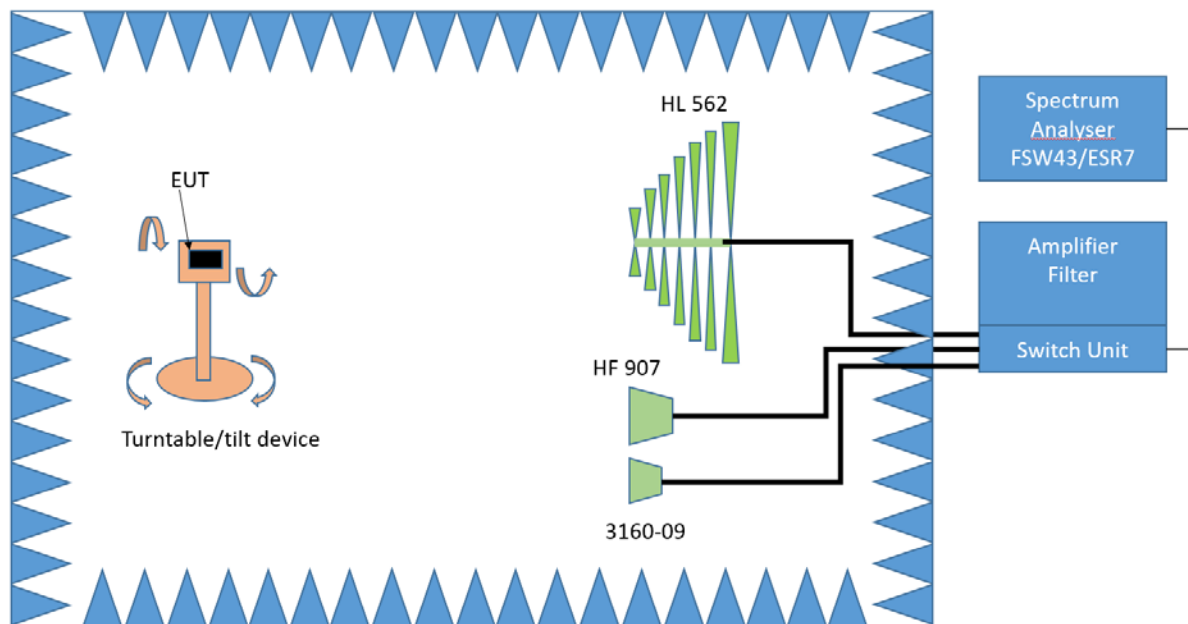 HL 562
Spectrum
Analyser
FSW43/ESR7
EUT
Amplifier
Filter
Switch Unit
HF 907
Turntable/tilt device
3160-09